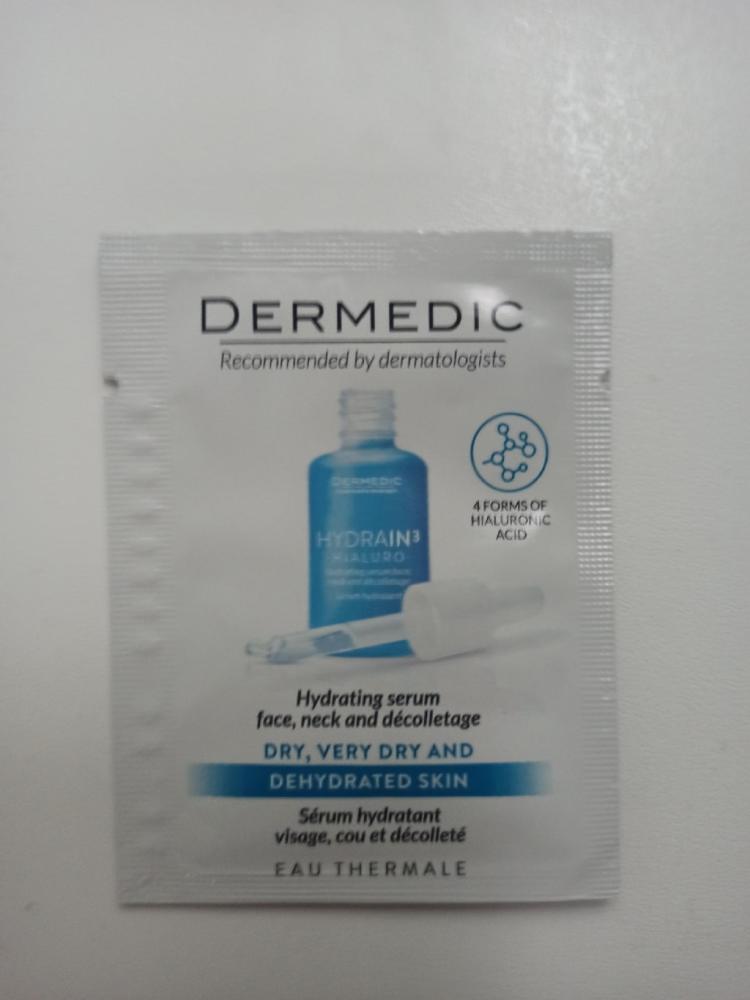 DERMEDIC
Recommended by dermatologists
DERMEDIC
HYDRAIN³
HIALURO
4 FORMS OF
HIALURONIC
ACID
Hydrating serum
face, neck and décolletage
DRY, VERY DRY AND
DEHYDRATED SKIN
Sérum hydratant
visage, cou et décolleté
EAU THERMALE